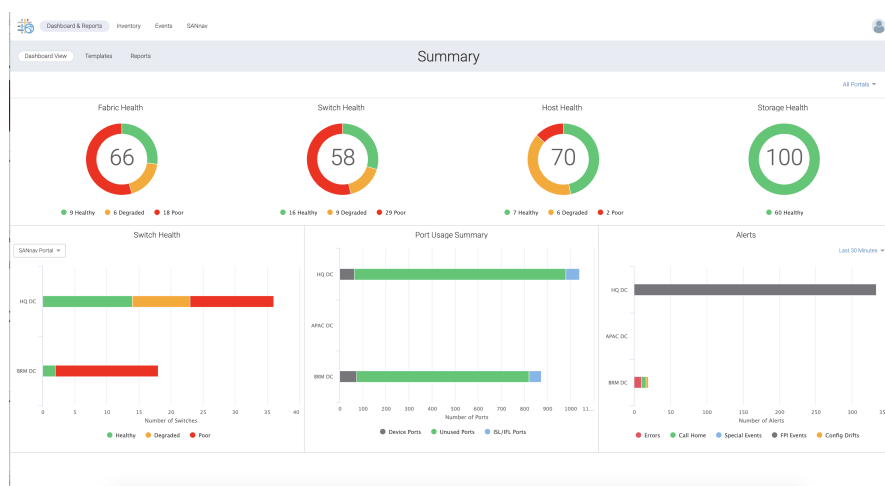 Dashboard & Reports Inventory Events SANnav
Dashboard View Templates Reports Summary
All Portals
Fabric Health Switch Health Host Health Storage Health
66 58 70 100
9 Healthy 6 Degraded 18 Poor 16 Healthy 9 Degraded 29 Poor 7 Healthy 6 Degraded 2 Poor 60 Healthy
Switch Health
SANnav Portal
HQ DC
BRM DC
0 5 10 15 20 25 30 35 40
Number of Switches
Healthy Degraded Poor
Port Usage Summary
HQ DC
APAC DC
BRM DC
0 100 200 300 400 500 600 700 800 900 1000 11...
Number of Ports
Device Ports Unused Ports ISL/IFL Ports
Alerts
Last 30 Minutes
HQ DC
APAC DC
BRM DC
0 50 100 150 200 250 300 35
Number of Alerts
Errors Call Home Special Events FPI Events Config Drifts